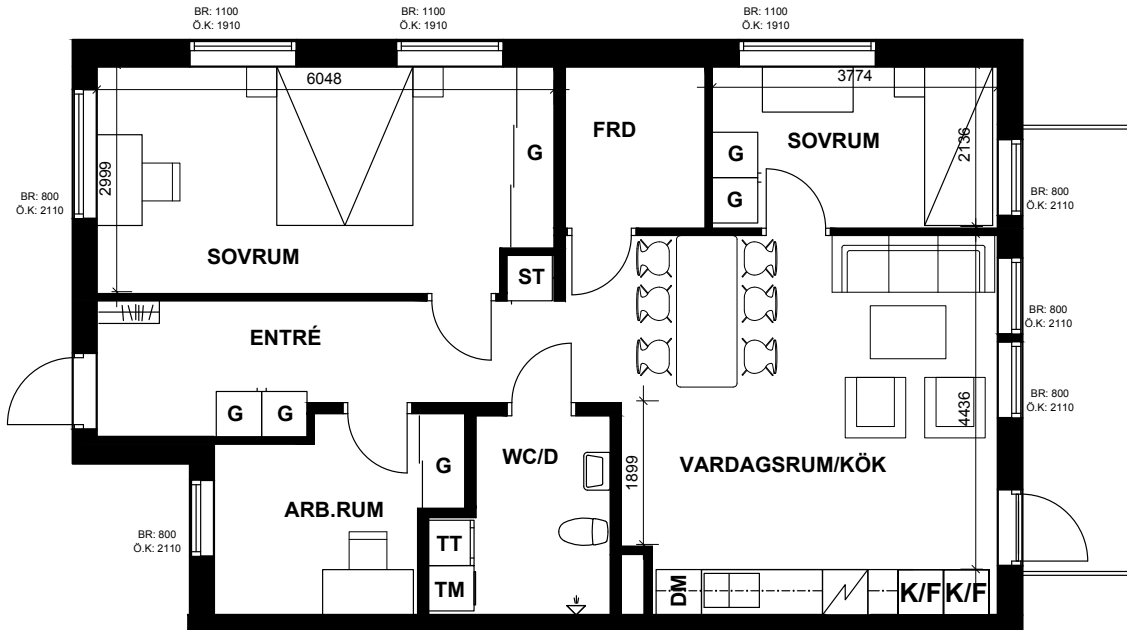 BR: 1100
Ö.K: 1910
BR: 1100
Ö.K: 1910
BR: 1100
Ö.K: 1910
6048
3774
FRD
SOVRUM
2136
G
G
G
2999
BR: 800
Ö.K: 2110
BR: 800
Ö.K: 2110
SOVRUM
ST
ENTRÉ
BR: 800
Ö.K: 2110
BR: 800
Ö.K: 2110
G
G
4436
G
WC/D
1899
VARDAGSRUM/KÖK
ARB.RUM
BR: 800
Ö.K: 2110
TT
TM
DM
K/F
K/F